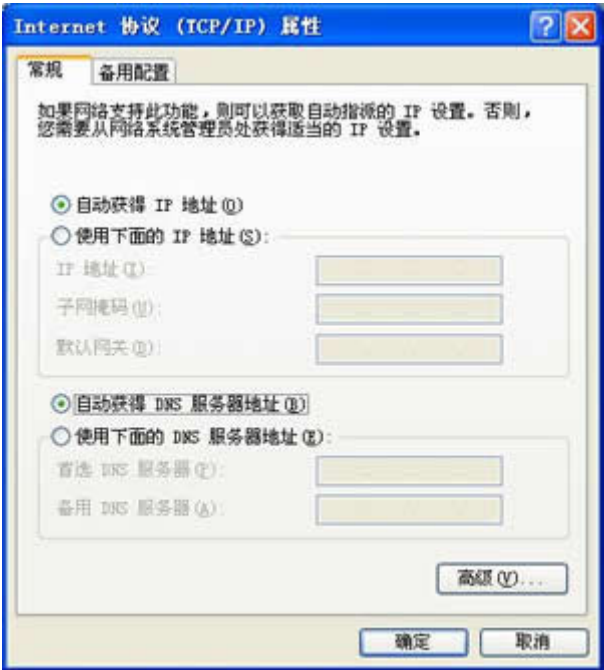 Internet 协议 (TCP/IP) 属性
常规 备用配置
如果网络支持此功能，则可以获取自动指派的 IP 设置。否则，
您需要从网络系统管理员处获得适当的 IP 设置。
自动获得 IP 地址(O)
使用下面的 IP 地址(S):
IP 地址(I):
子网掩码(U):
默认网关(D):
自动获得 DNS 服务器地址(B)
使用下面的 DNS 服务器地址(E):
首选 DNS 服务器(P):
备用 DNS 服务器(A):
高级(V)...
确定 取消